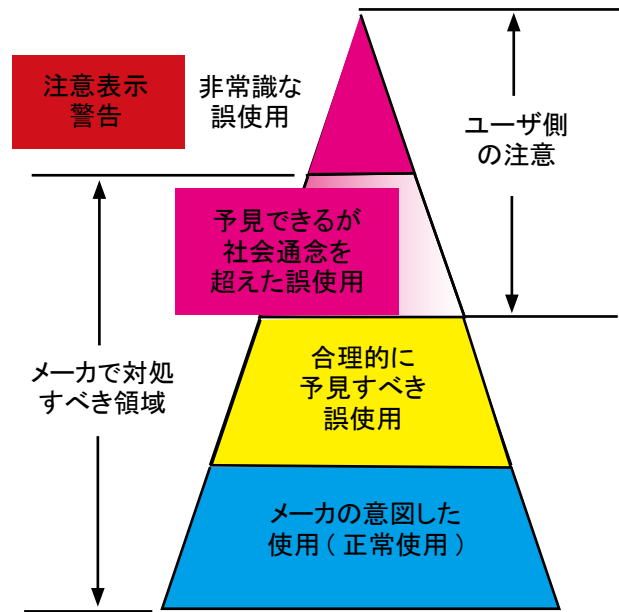 注意表示
警告
非常識な
誤使用
ユーザ側
の注意
予見できるが
社会通念を
超えた誤使用
メーカで対処
すべき領域
合理的に
予見すべき
誤使用
メーカの意図した
使用(正常使用)